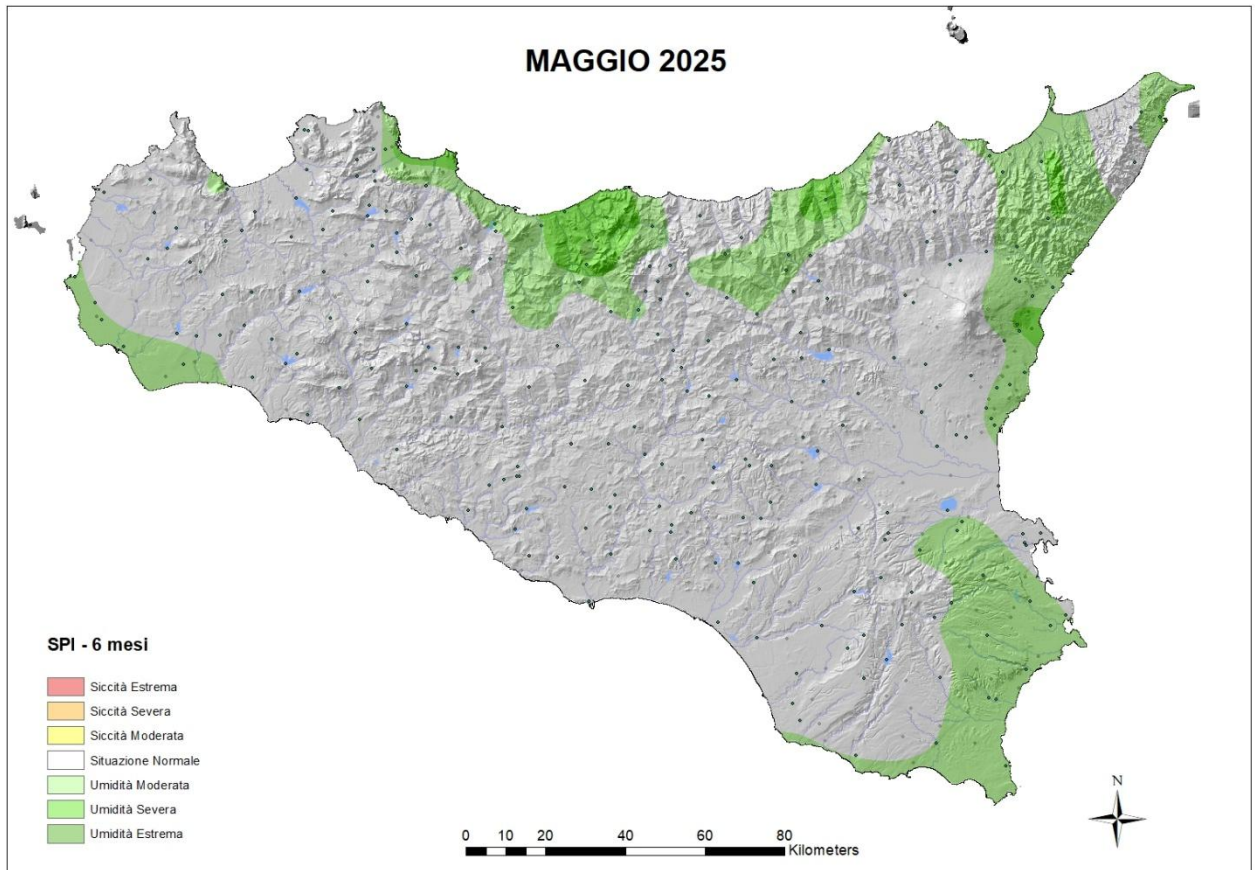 MAGGIO 2025
SPI - 6 mesi
Siccità Estrema
Siccità Severa
Siccità Moderata
Situazione Normale
Umidità Moderata
Umidità Severa
Umidità Estrema
N
0 10 20 40 60 80
Kilometers